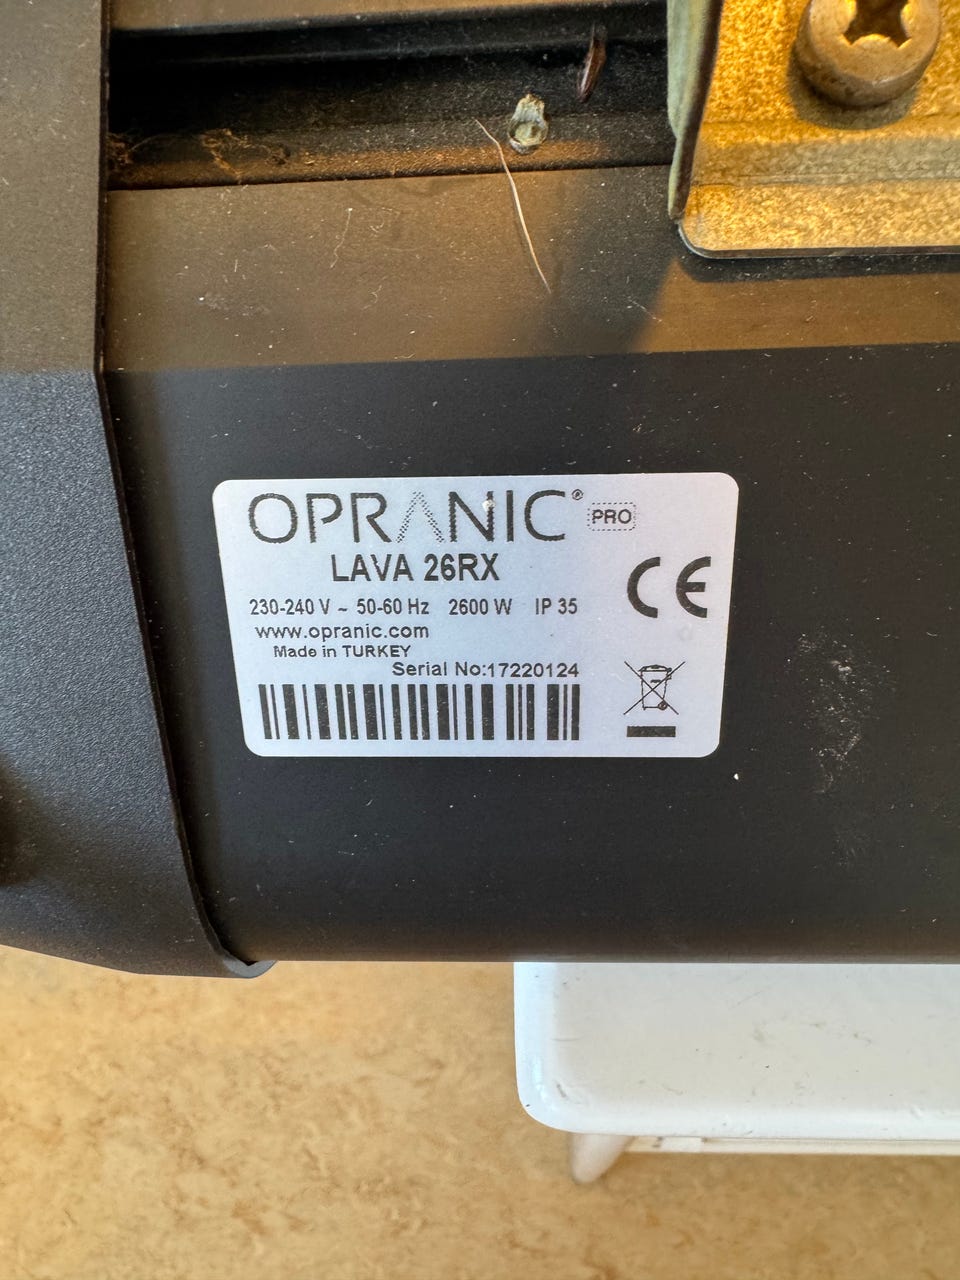 OPRANIC® PRO
LAVA 26RX
230-240 V ~ 50-60 Hz 2600 W IP 35
www.opranic.com
Made in TURKEY
Serial No:17220124
CE